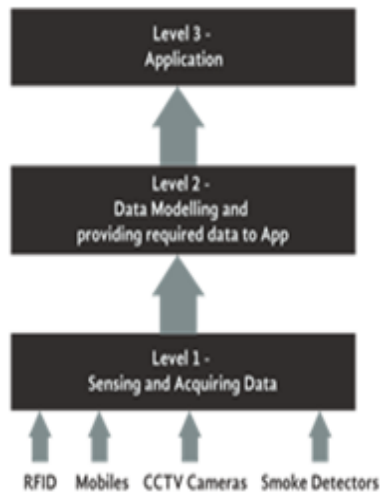 Level 3 -
Application
Level 2 -
Data Modelling and
providing required data to App
Level 1 -
Sensing and Acquiring Data
RFID Mobiles CCTV Cameras Smoke Detectors